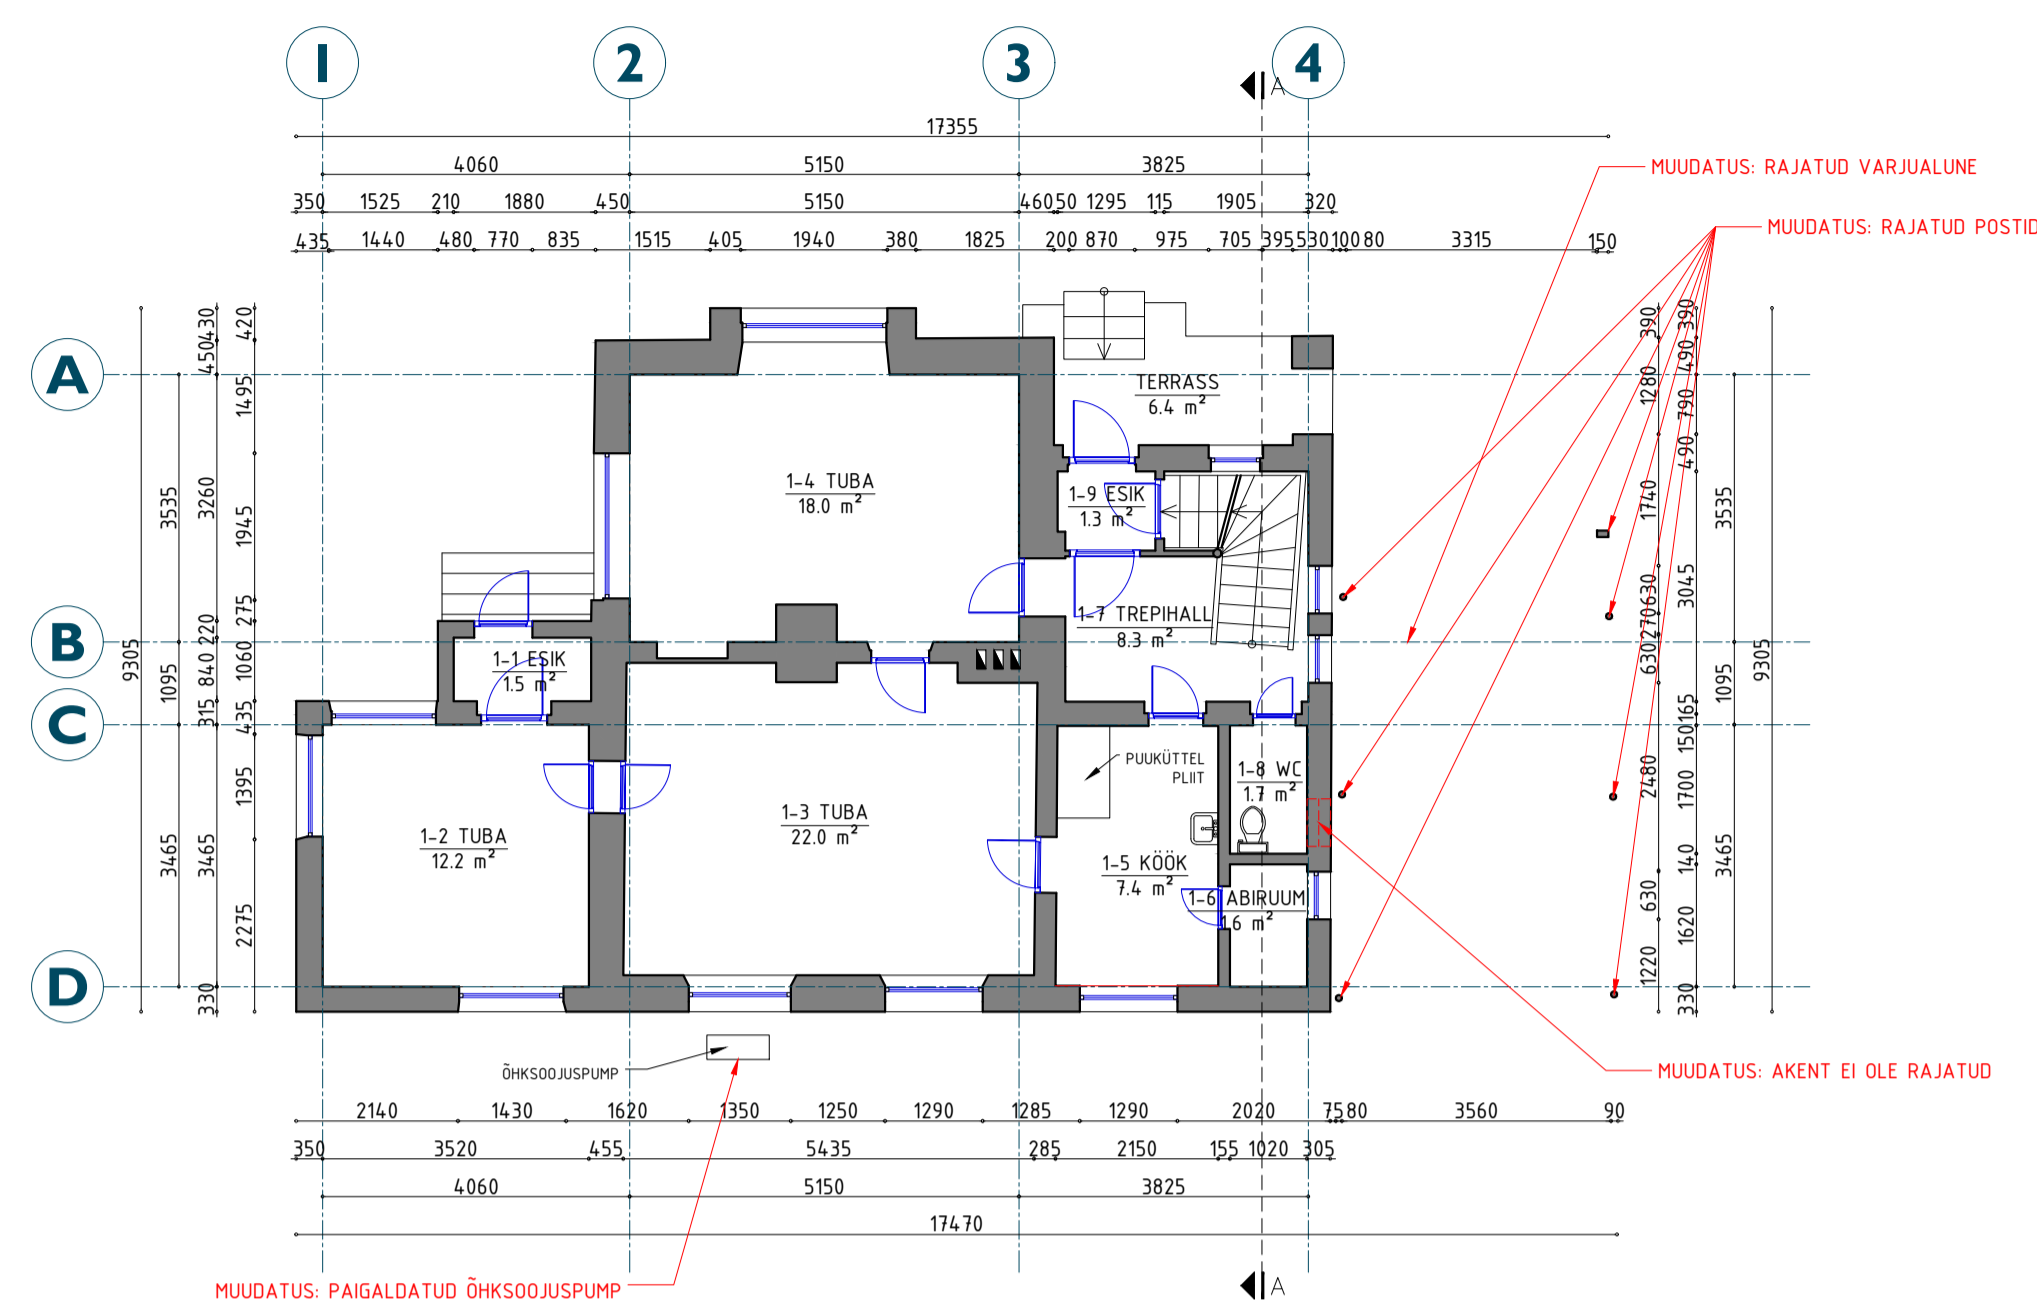 1 2 3 4
A
17355
4060 5150 3825
MUUDATUS: RAJATUD VARJUALUNE
350 1525 210 1880 450 5150 460 50 1295 115 1905 320
MUUDATUS: RAJATUD POSTID
435 1440 480 770 835 1515 405 1940 380 1825 200 870 975 705 395 530 100 80 3315 150
A
B
C
D
9305
3535 1095 3465
430 450 3260 220 840 315 3465 330
420 1495 1945 275 1060 435 1395 2275
TERRASS
6.4 m²
1-4 TUBA
18.0 m²
1-9 ESIK
1.3 m²
1-7 TREPIHALL
8.3 m²
1-1 ESIK
1.5 m²
PUUKÜTTEL
PLIIT
1-8 WC
1.7 m²
1-3 TUBA
22.0 m²
1-2 TUBA
12.2 m²
1-5 KÖÖK
7.4 m²
1-6 ABIRUUM
1.6 m²
390 1280 1740 630 270 630 2480 630 1220
390 490 790 490 3045 165 150 1700 140 1620 330
3535 1095 3465
9305
ÕHKSOOJUSPUMP
MUUDATUS: AKENT EI OLE RAJATUD
2140 1430 1620 1350 1250 1290 1285 1290 2020 75 80 3560 90
350 3520 455 5435 285 2150 155 1020 305
4060 5150 3825
17470
MUUDATUS: PAIGALDATUD ÕHKSOOJUSPUMP
A